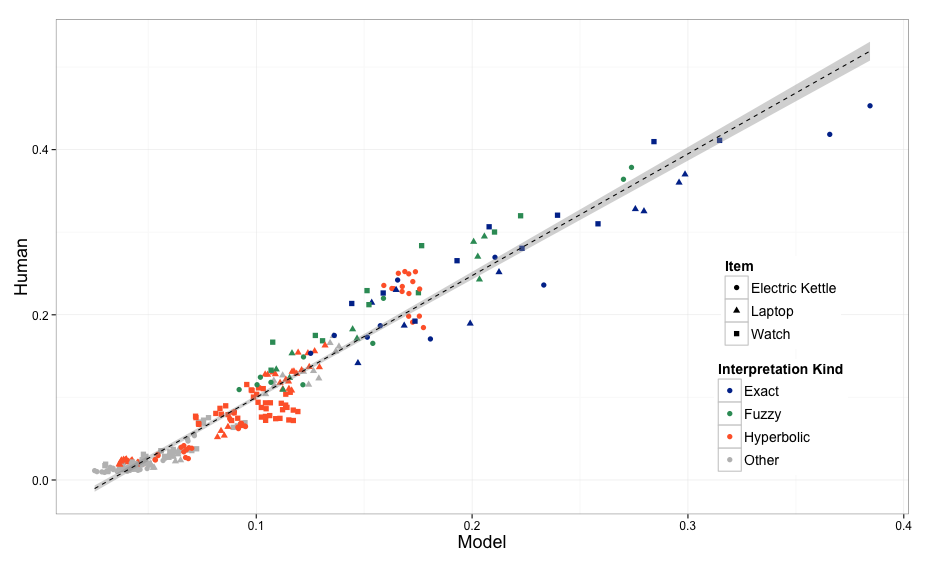 Human
0.4
0.2
0.0
0.1
0.2
0.3
0.4
Model
Item
Electric Kettle
Laptop
Watch
Interpretation Kind
Exact
Fuzzy
Hyperbolic
Other